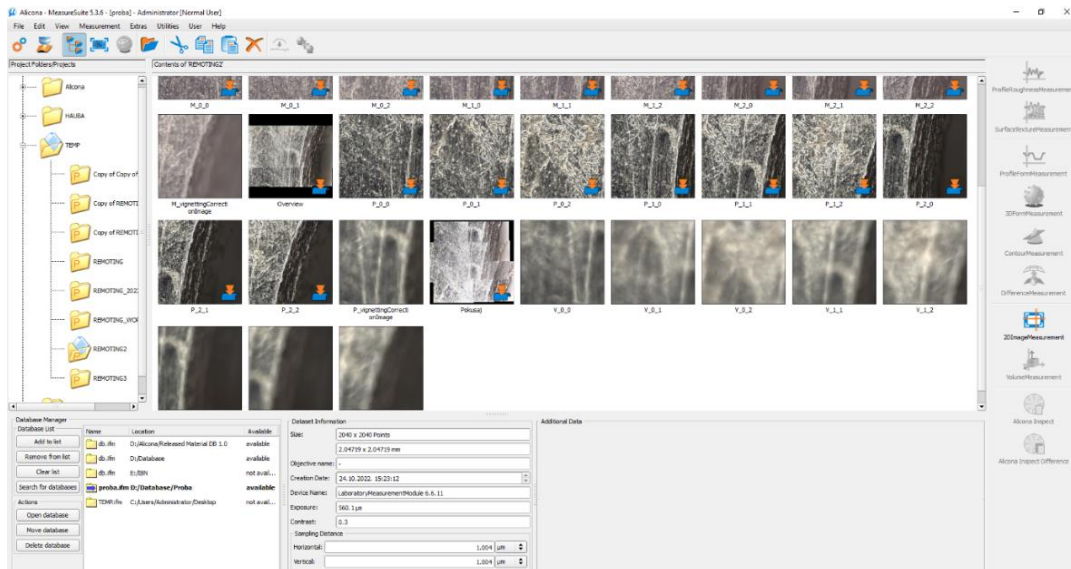 Alicona - MeasureSuite 5.3.6 - [proba] - Administrator [Normal User]
File Edit View Measurement Extras Utilities User Help
Project Folders/Projects
Contents of 'REMOTING2'
Alicona
HAUBA
TEMP
Copy of Copy of
Copy of REMOTI
Copy of REMOTI
REMOTING
REMOTING_202
REMOTING_WOR
REMOTING2
REMOTING3
M_0_0 M_0_1 M_0_2 M_1_0 M_1_1 M_1_2 M_2_0 M_2_1 M_2_2
M_vignettingCorrecti
onImage
Overview P_0_0 P_0_1 P_0_2 P_1_0 P_1_1 P_1_2 P_2_0
P_2_1 P_2_2 P_vignettingCorrecti
onImage
Pokusaj V_0_0 V_0_1 V_0_2 V_1_1 V_1_2
ProfileRoughnessMeasurement
SurfaceTextureMeasurement
ProfileFormMeasurement
3DFormMeasurement
ContourMeasurement
DifferenceMeasurement
2DImageMeasurement
VolumeMeasurement
Alicona Inspect
Alicona Inspect Difference
Database Manager
Database List
Add to list
Remove from list
Clear list
Search for databases
Actions
Open database
Move database
Delete database
Name Location Available
db.ifm D:/Alicona/Released Material DB 1.0 available
db.ifm D:/Database available
db.ifm E:/IBN not avail...
proba.ifm D:/Database/Proba available
TEMP.ifm C:/Users/Administrator/Desktop not avail...
Dataset Information
Size: 2040 x 2040 Points
2.04719 x 2.04719 mm
Objective name: -
Creation Date: 24.10.2022. 15:23:12
Device Name: LaboratoryMeasurementModule 6.6.11
Exposure: 560.1µs
Contrast: 0.3
Sampling Distance
Horizontal: 1.004 µm
Vertical: 1.004 µm
Additional Data